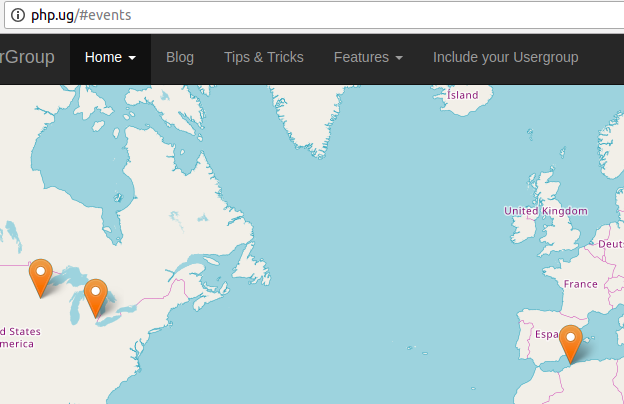 php.ug/#events
rGroup
Home
Blog
Tips & Tricks
Features
Include your Usergroup
Ísland
United Kingdom
Deuts
France
d States
merica
Espa